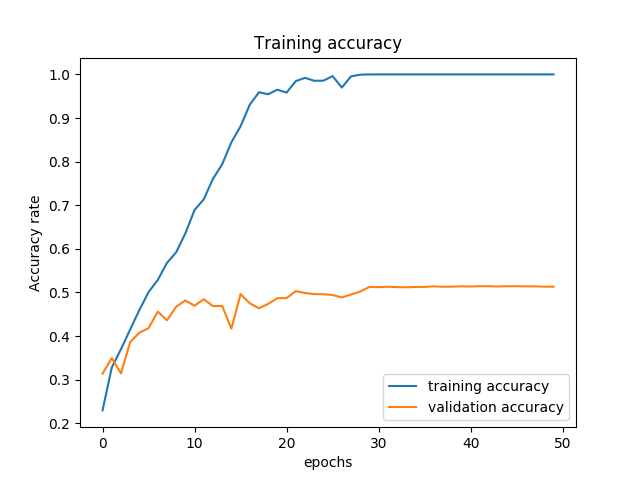 Training accuracy
Accuracy rate
1.0
0.9
0.8
0.7
0.6
0.5
0.4
0.3
0.2
training accuracy
validation accuracy
0 10 20 30 40 50
epochs